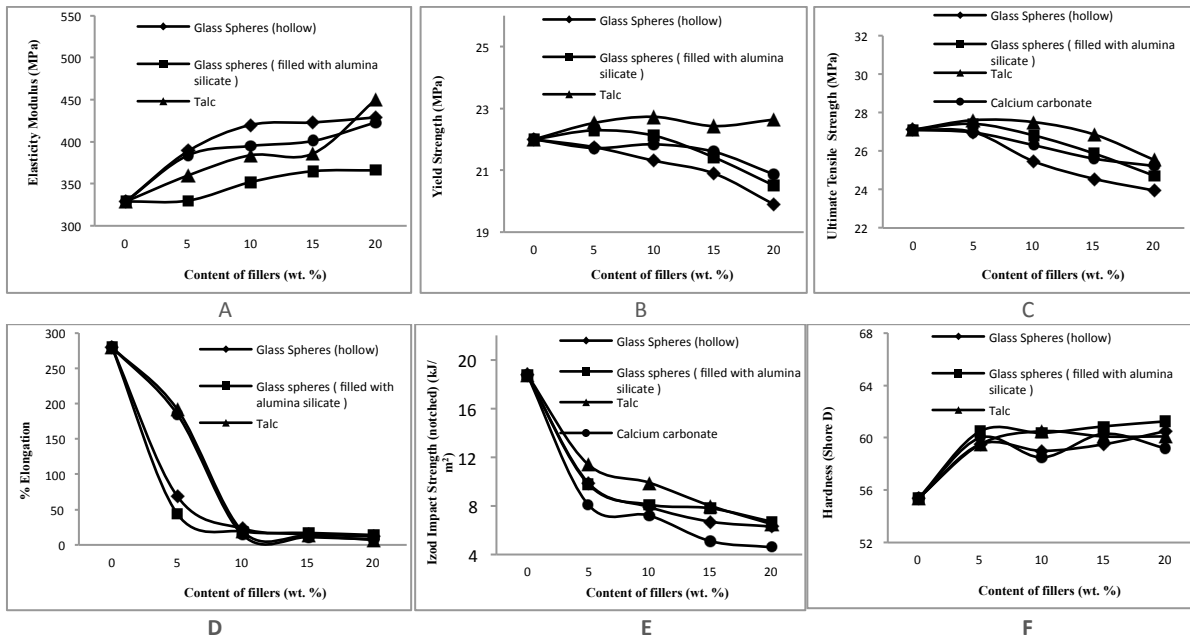 Elasticity Modulus (MPa)
550
500
450
400
350
300
0 5 10 15 20
Content of fillers (wt. %)
Glass Spheres (hollow)
Glass spheres ( filled with alumina
silicate )
Talc
A
Yield Strength (MPa)
25
23
21
19
0 5 10 15 20
Content of fillers (wt. %)
Glass Spheres (hollow)
Glass spheres ( filled with alumina
silicate )
Talc
B
Ultimate Tensile Strength (MPa)
32
30
28
26
24
22
0 5 10 15 20
Content of fillers (wt. %)
Glass Spheres (hollow)
Glass spheres ( filled with alumina
silicate )
Talc
Calcium carbonate
C
% Elongation
300
250
200
150
100
50
0
0 5 10 15 20
Content of fillers (wt. %)
Glass Spheres (hollow)
Glass spheres ( filled with
alumina silicate )
Talc
D
Izod Impact Strength (notched) (kJ/
m²)
20
16
12
8
4
0 5 10 15 20
Content of fillers (wt. %)
Glass Spheres (hollow)
Glass spheres ( filled with alumina
silicate )
Talc
Calcium carbonate
E
Hardness (Shore D)
68
64
60
56
52
0 5 10 15 20
Content of fillers (wt. %)
Glass Spheres (hollow)
Glass spheres ( filled with alumina
silicate )
Talc
F